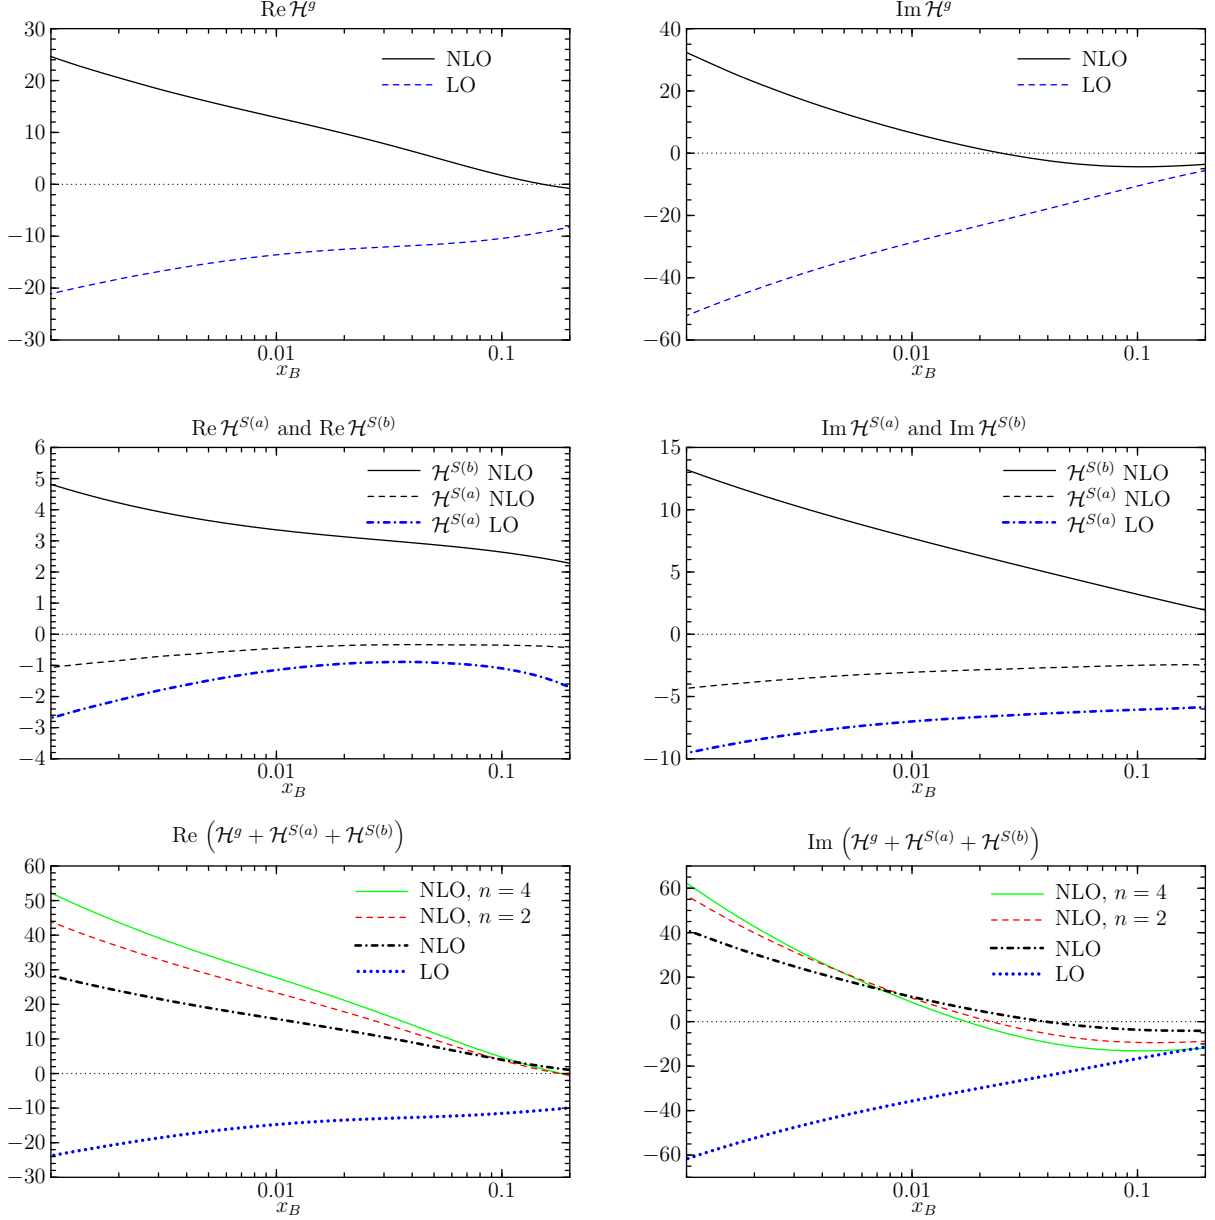 Re ℋ^g
30
20
10
0
−10
−20
−30
NLO
LO
0.01
0.1
x_B
Im ℋ^g
40
20
0
−20
−40
−60
NLO
LO
0.01
0.1
x_B
Re ℋ^{S(a)} and Re ℋ^{S(b)}
6
5
4
3
2
1
0
−1
−2
−3
−4
ℋ^{S(b)} NLO
ℋ^{S(a)} NLO
ℋ^{S(a)} LO
0.01
0.1
x_B
Im ℋ^{S(a)} and Im ℋ^{S(b)}
15
10
5
0
−5
−10
ℋ^{S(b)} NLO
ℋ^{S(a)} NLO
ℋ^{S(a)} LO
0.01
0.1
x_B
Re (ℋ^g + ℋ^{S(a)} + ℋ^{S(b)})
60
50
40
30
20
10
0
−10
−20
−30
NLO, n = 4
NLO, n = 2
NLO
LO
0.01
0.1
x_B
Im (ℋ^g + ℋ^{S(a)} + ℋ^{S(b)})
60
40
20
0
−20
−40
−60
NLO, n = 4
NLO, n = 2
NLO
LO
0.01
0.1
x_B